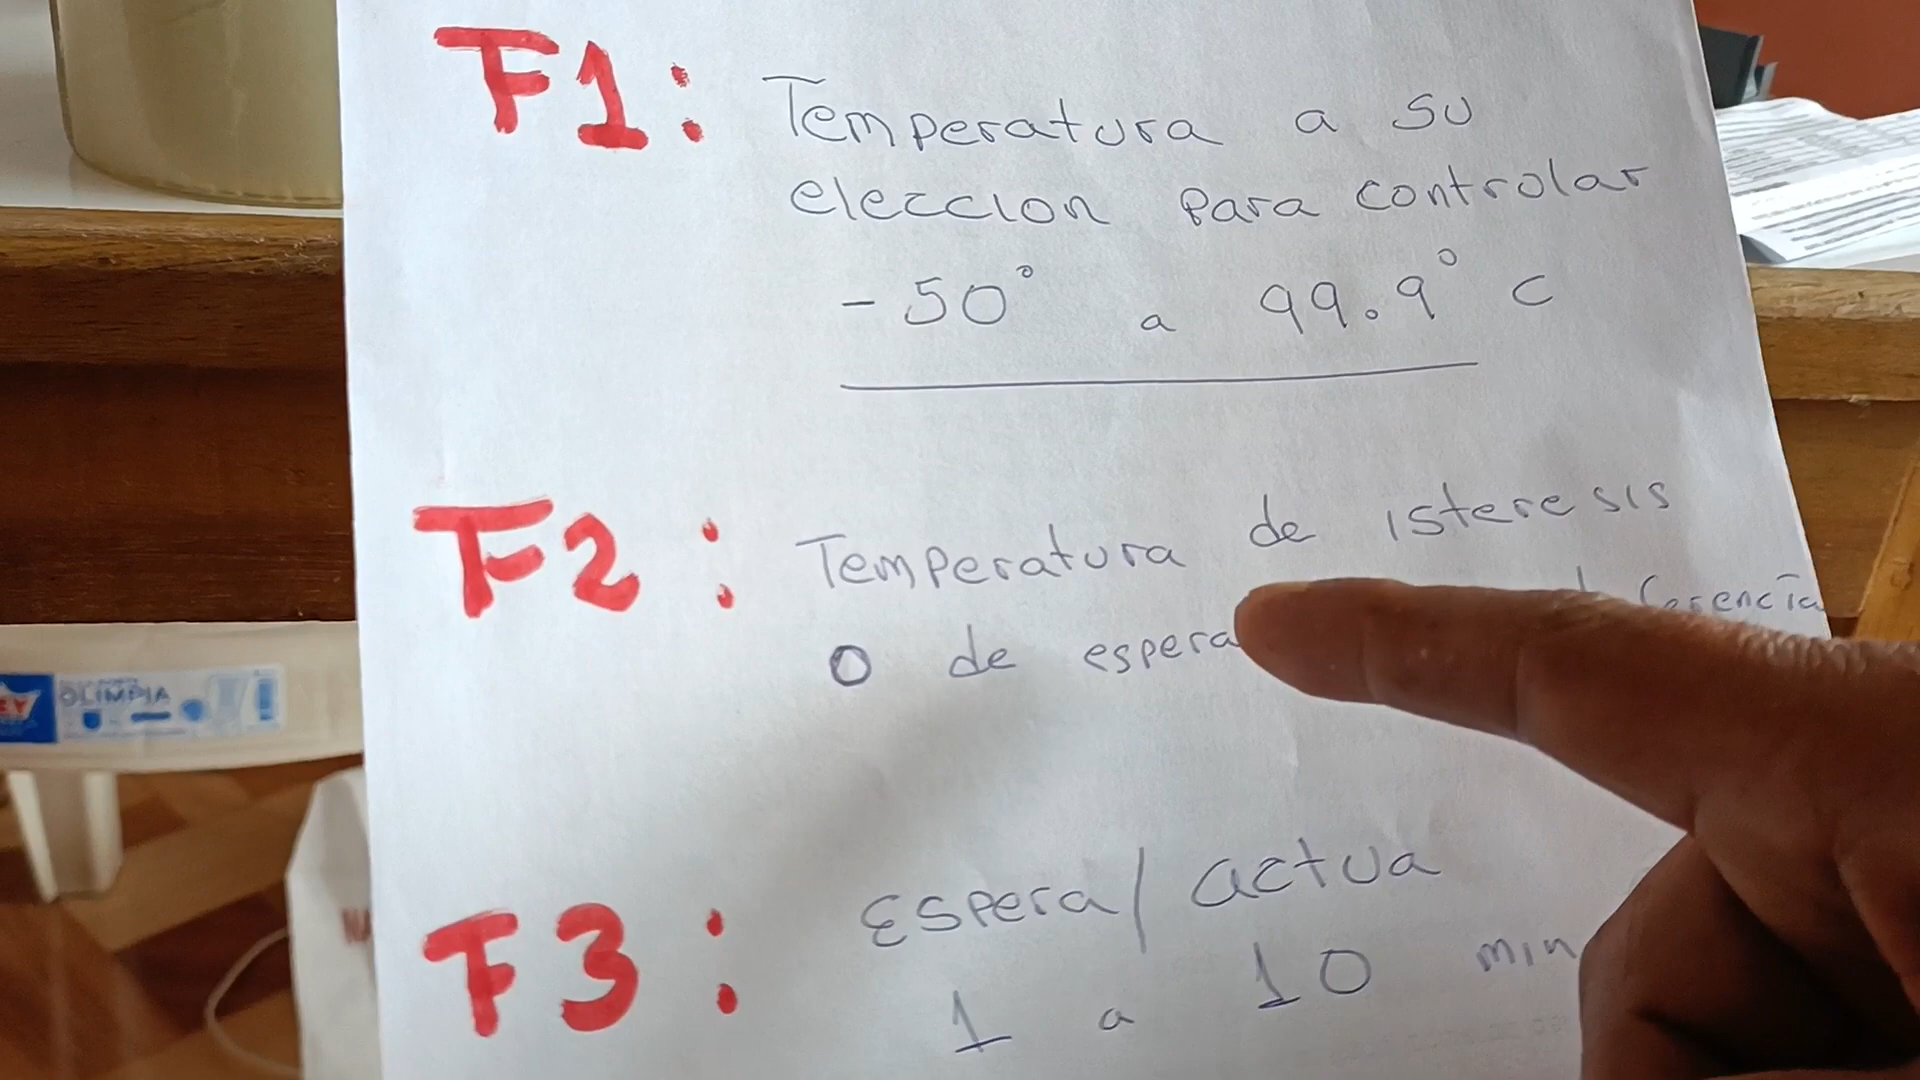 F1: Temperatura a su
eleccion para controlar
-50° a 99.9° c
F2: Temperatura de isteresis
o de espera
F3: Espera/actua
1 a 10 min
OLIMPIA